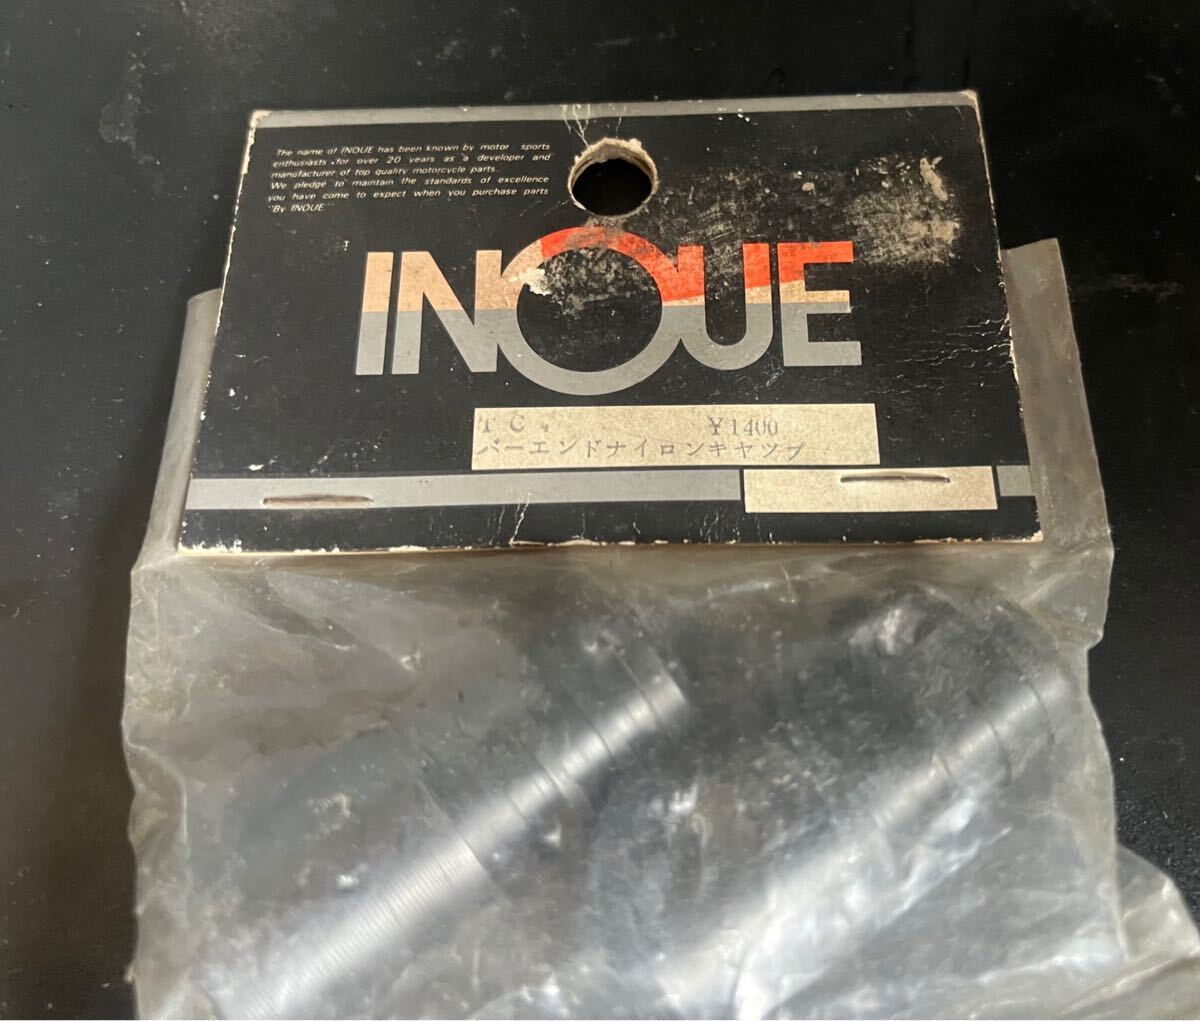 The name of INOUE has been known by motor sports
enthusiasts for over 20 years as a developer and
manufacturer of top quality motorcycle parts.
We pledge to maintain the standards of excellence
you have come to expect when you purchase parts
"By INOUE"
INOUE
TC, ¥1400
バーエンドナイロンキヤツプ